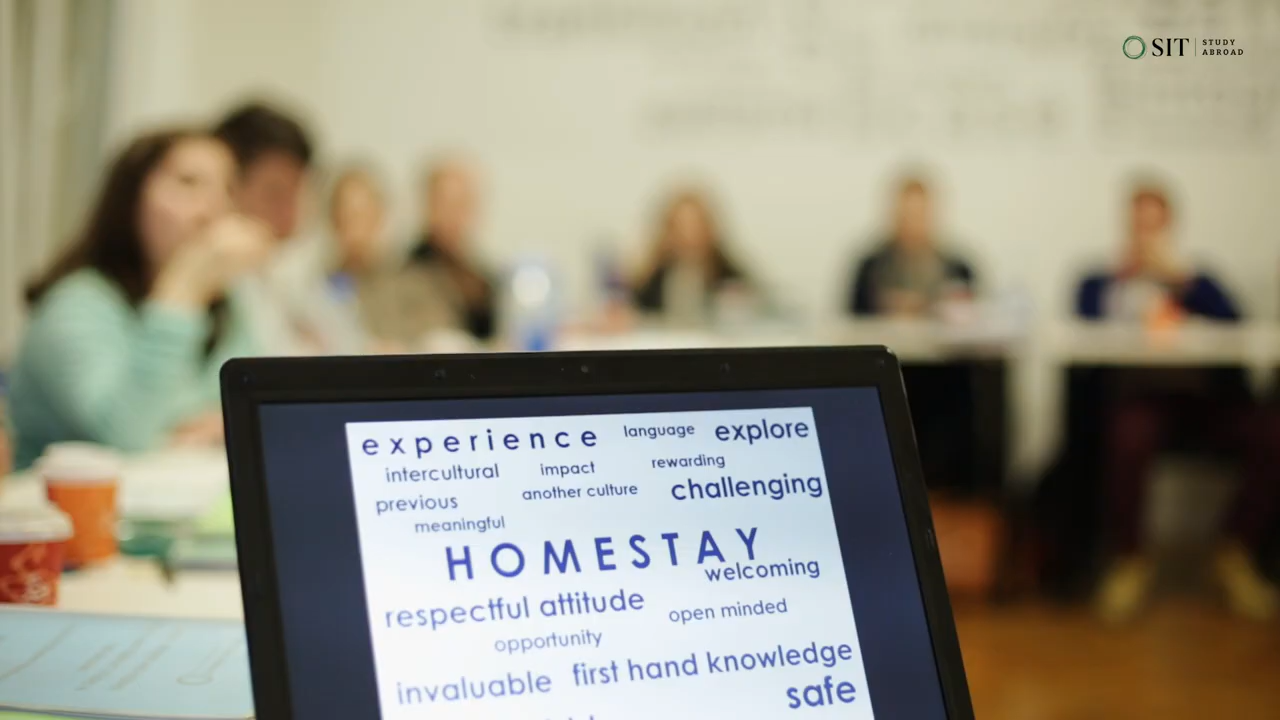 SIT STUDY
ABROAD
experience language explore
intercultural impact rewarding
previous another culture challenging
meaningful
HOMESTAY
welcoming
respectful attitude open minded
opportunity
invaluable first hand knowledge
safe